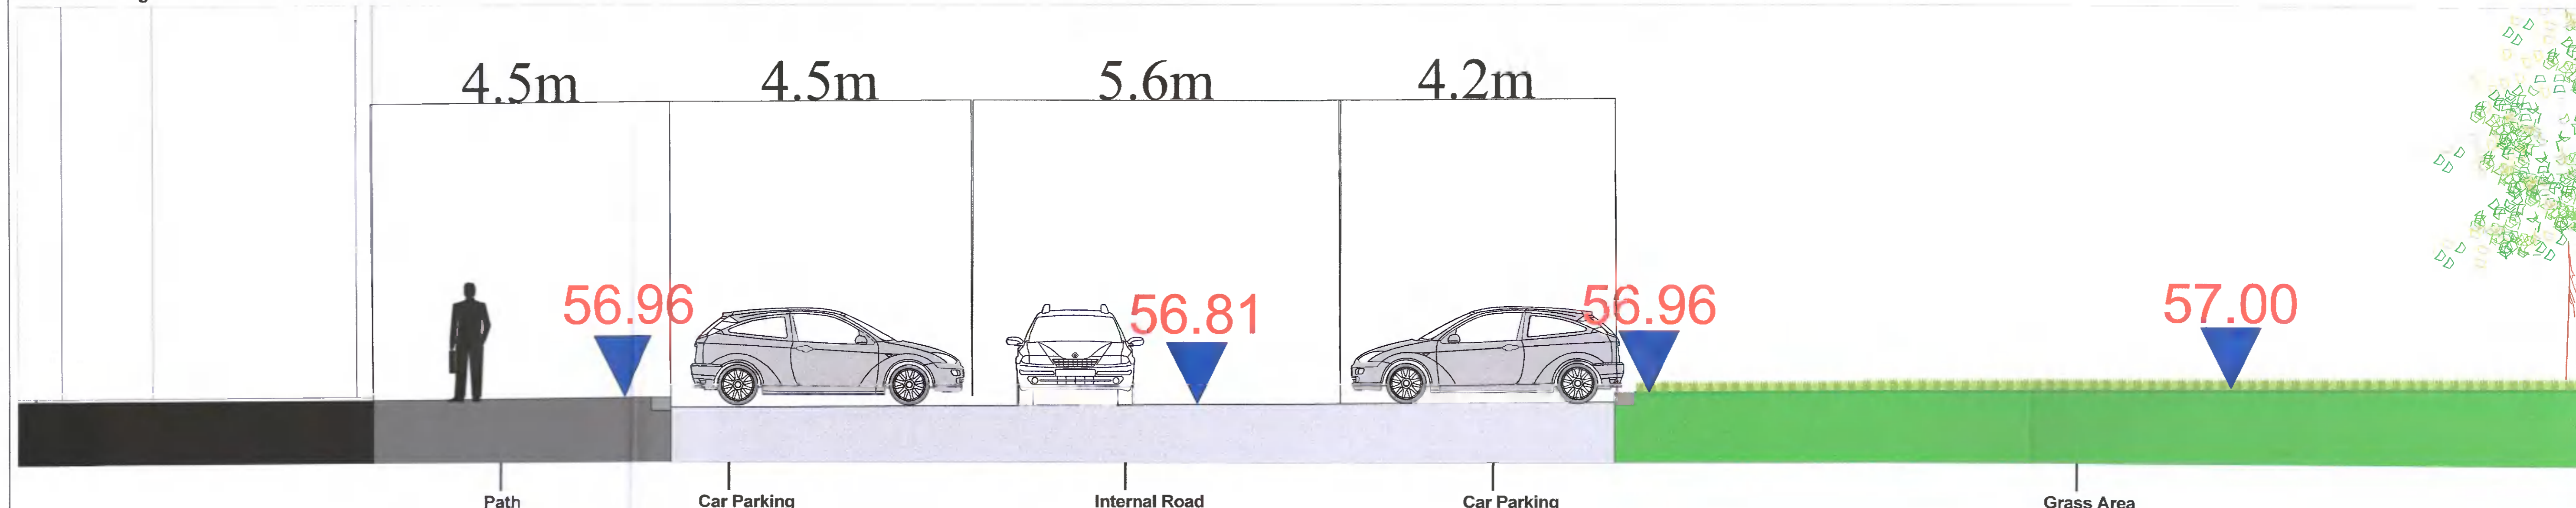 4.5m 4.5m 5.6m 4.2m
56.96 56.81 56.96 57.00
Path Car Parking Internal Road Car Parking Grass Area